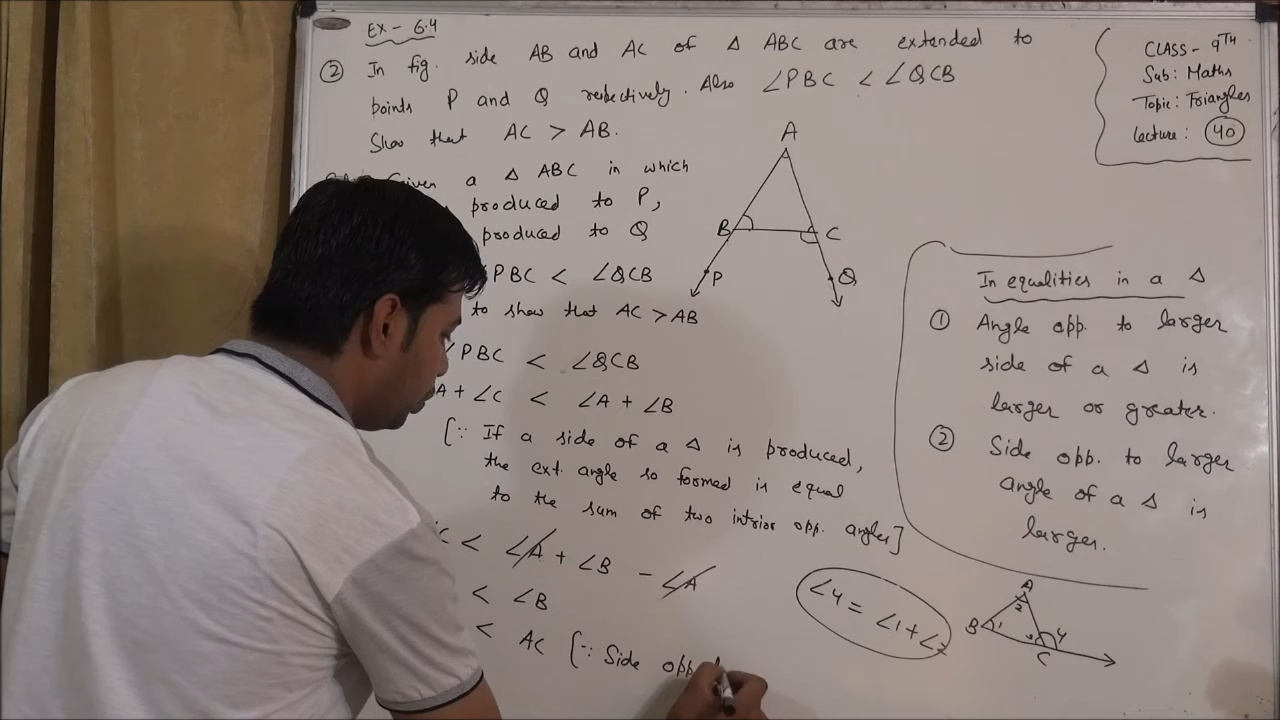 Ex - 6.4
② In fig. side AB and AC of △ ABC are extended to
points P and Q respectively. Also ∠PBC < ∠QCB
Show that AC > AB.
Given a △ ABC in which
produced to P,
produced to Q
∠PBC < ∠QCB
to show that AC > AB
∠PBC < ∠QCB
A + ∠C < ∠A + ∠B
[∵ If a side of a △ is produced,
the ext. angle so formed is equal
to the sum of two intrior opp. angles]
C < ∠A + ∠B - ∠A
< ∠B
< AC [∵ Side opp.
A
B
C
P
Q
CLASS - 9TH
Sub: Maths
Topic: Triangles
Lecture: 40
In equalities in a △
① Angle opp. to larger
side of a △ is
larger or greater.
② Side opp. to larger
angle of a △ is
larger.
∠4 = ∠1 + ∠2
A
2
B 1
3 4
C